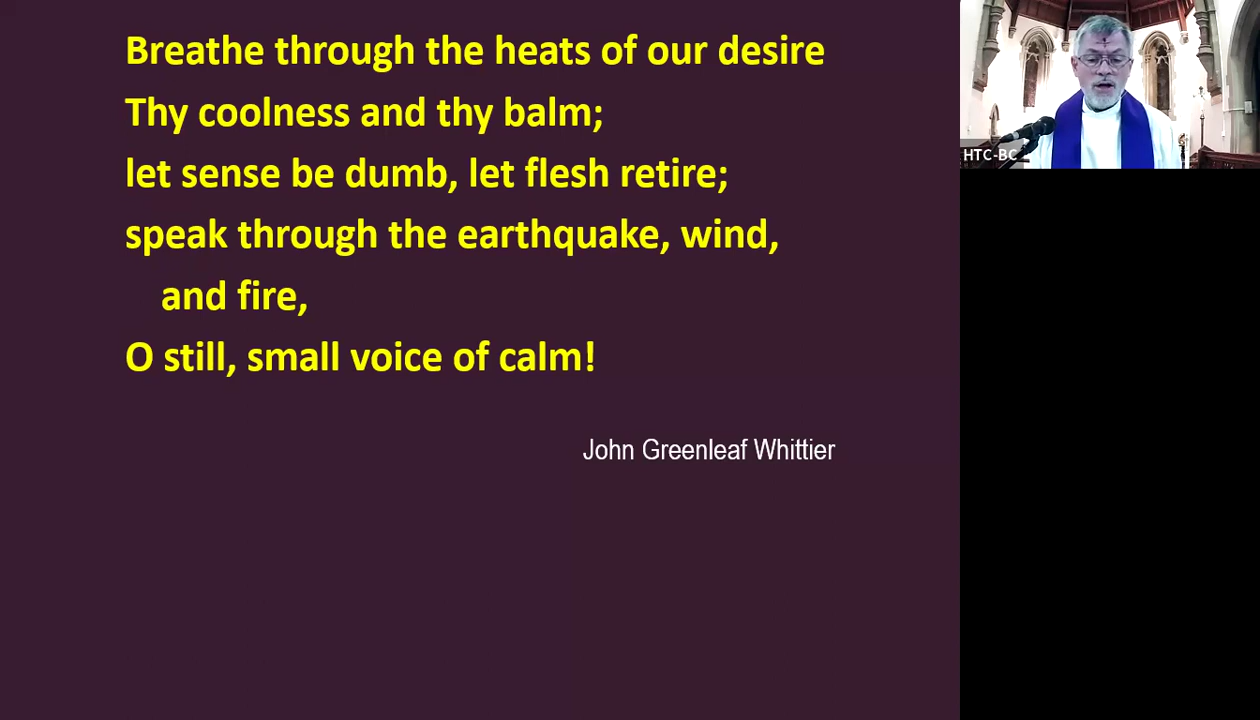 Breathe through the heats of our desire
Thy coolness and thy balm;
let sense be dumb, let flesh retire;
speak through the earthquake, wind,
and fire,
O still, small voice of calm!
John Greenleaf Whittier
HTC-BC